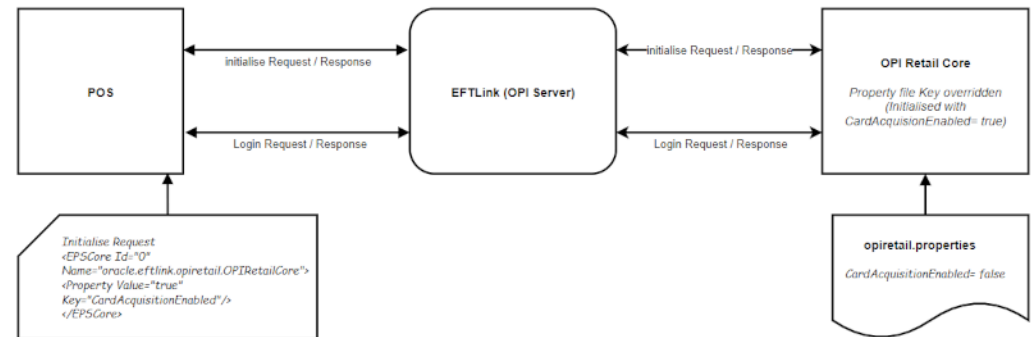 POS
initialise Request / Response
Login Request / Response
EFTLink (OPI Server)
initialise Request / Response
Login Request / Response
OPI Retail Core
Property file Key overridden
(Initialised with
CardAcquisionEnabled= true)
Initialise Request
<EPSCore Id="0"
Name="oracle.eftlink.opiretail.OPIRetailCore">
<Property Value="true"
Key="CardAcquisitionEnabled"/>
</EPSCore>
opiretail.properties
CardAcquisitionEnabled= false